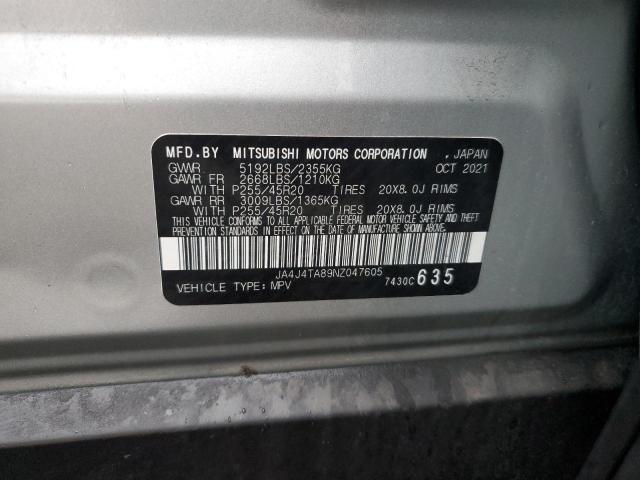 MFD.BY MITSUBISHI MOTORS CORPORATION , JAPAN
GVWR 5192LBS/2355KG OCT 2021
GAWR FR 2668LBS/1210KG
WITH P255/45R20 TIRES 20X8.0J RIMS
GAWR RR 3009LBS/1365KG
WITH P255/45R20 TIRES 20X8.0J RIMS
THIS VEHICLE CONFORMS TO ALL APPLICABLE FEDERAL MOTOR VEHICLE SAFETY AND THEFT
PREVENTION STANDARDS IN EFFECT ON THE DATE OF MANUFACTURE SHOWN ABOVE.
JA4J4TA89NZ047605
VEHICLE TYPE: MPV 7430C 635